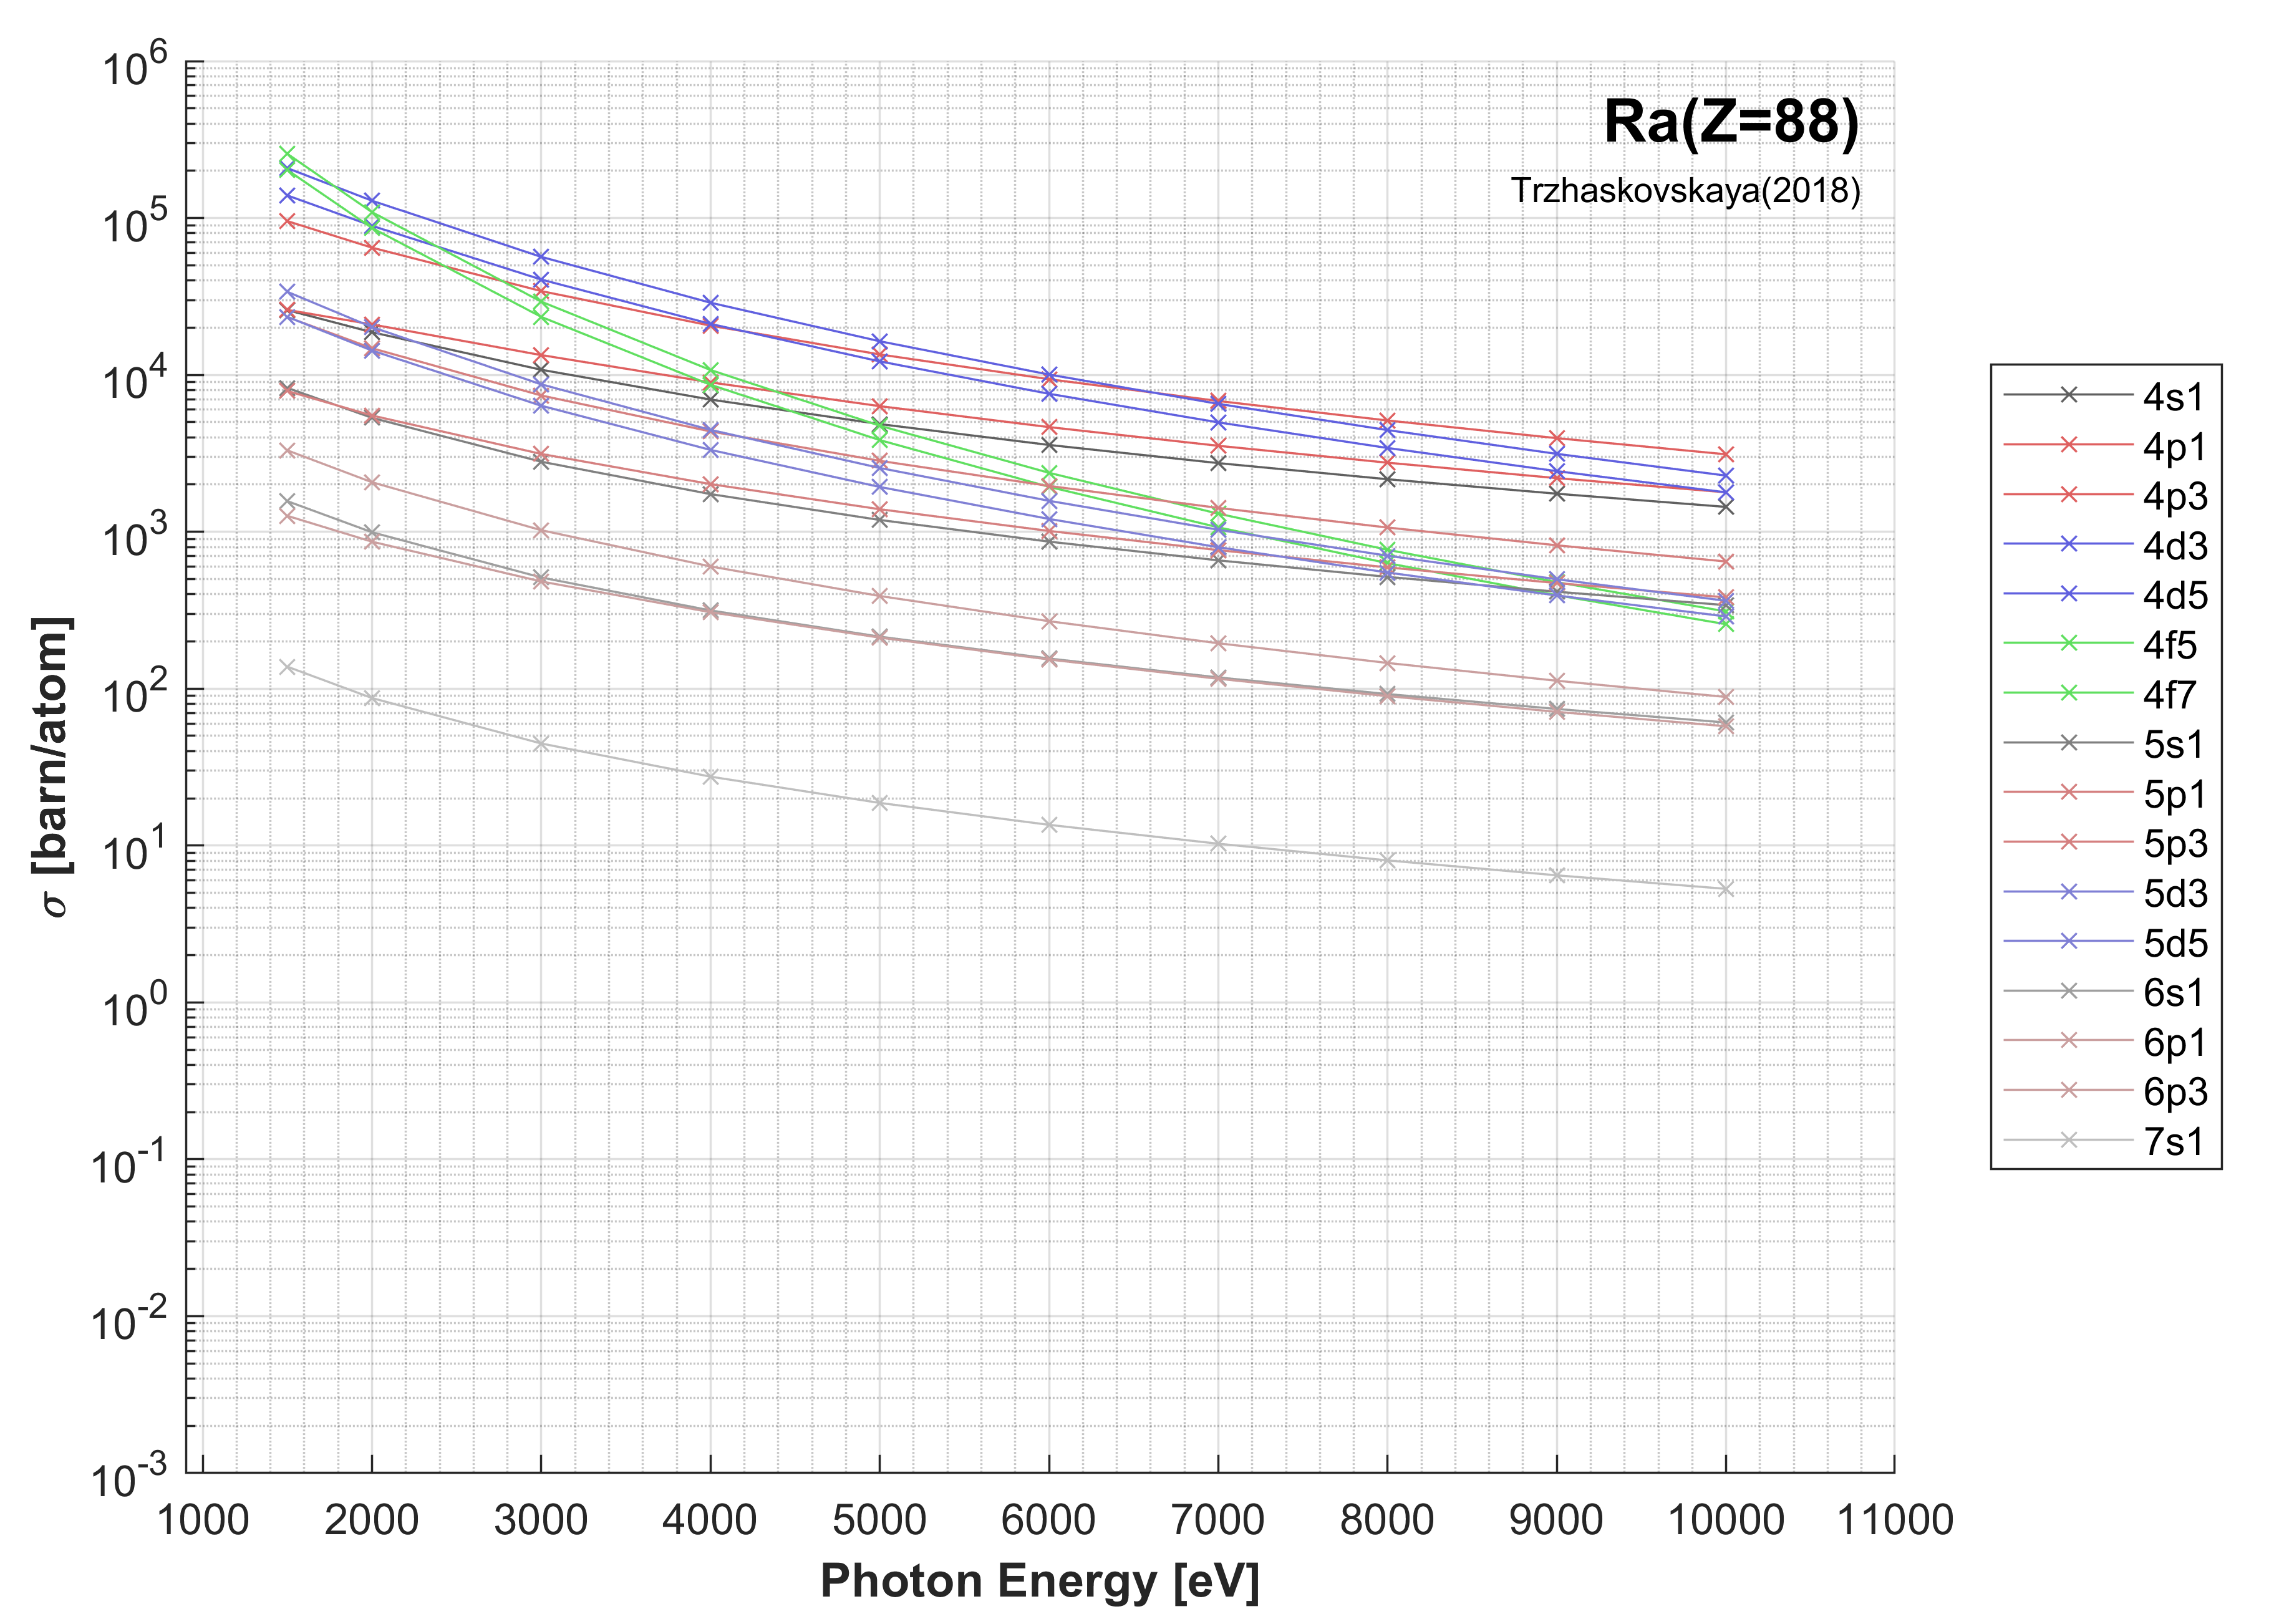 Ra(Z=88)
Trzhaskovskaya(2018)
10^6
10^5
10^4
10^3
10^2
10^1
10^0
10^-1
10^-2
10^-3
σ [barn/atom]
1000 2000 3000 4000 5000 6000 7000 8000 9000 10000 11000
Photon Energy [eV]
4s1
4p1
4p3
4d3
4d5
4f5
4f7
5s1
5p1
5p3
5d3
5d5
6s1
6p1
6p3
7s1